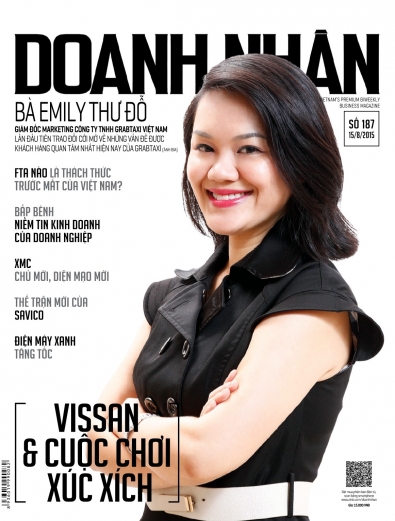 DOANH NHÂN
VIETNAM'S PREMIUM BIWEEKLY
BUSINESS MAGAZINE
BÀ EMILY THƯ ĐỖ
GIÁM ĐỐC MARKETING CÔNG TY TNHH GRABTAXI VIỆT NAM
LẦN ĐẦU TIÊN TRAO ĐỔI CỞI MỞ VỀ NHỮNG VẤN ĐỀ ĐƯỢC
KHÁCH HÀNG QUAN TÂM NHẤT HIỆN NAY CỦA GRABTAXI
SỐ 187
15/8/2015
FTA NÀO LÀ THÁCH THỨC
TRƯỚC MẮT CỦA VIỆT NAM?
BẬP BỀNH
NIỀM TIN KINH DOANH
CỦA DOANH NGHIỆP
XMC
CHỦ MỚI, DIỆN MẠO MỚI
THẾ TRẬN MỚI CỦA
SAVICO
ĐIỆN MÁY XANH
TĂNG TỐC
VISSAN
& CUỘC CHƠI
XÚC XÍCH